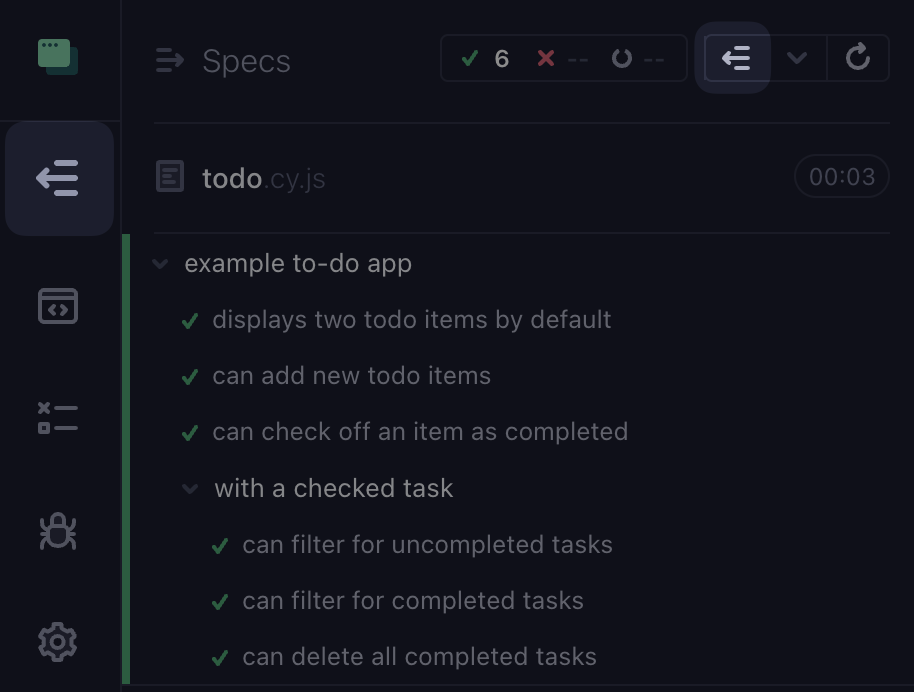 Specs
6 -- --
todo.cy.js
00:03
example to-do app
displays two todo items by default
can add new todo items
can check off an item as completed
with a checked task
can filter for uncompleted tasks
can filter for completed tasks
can delete all completed tasks